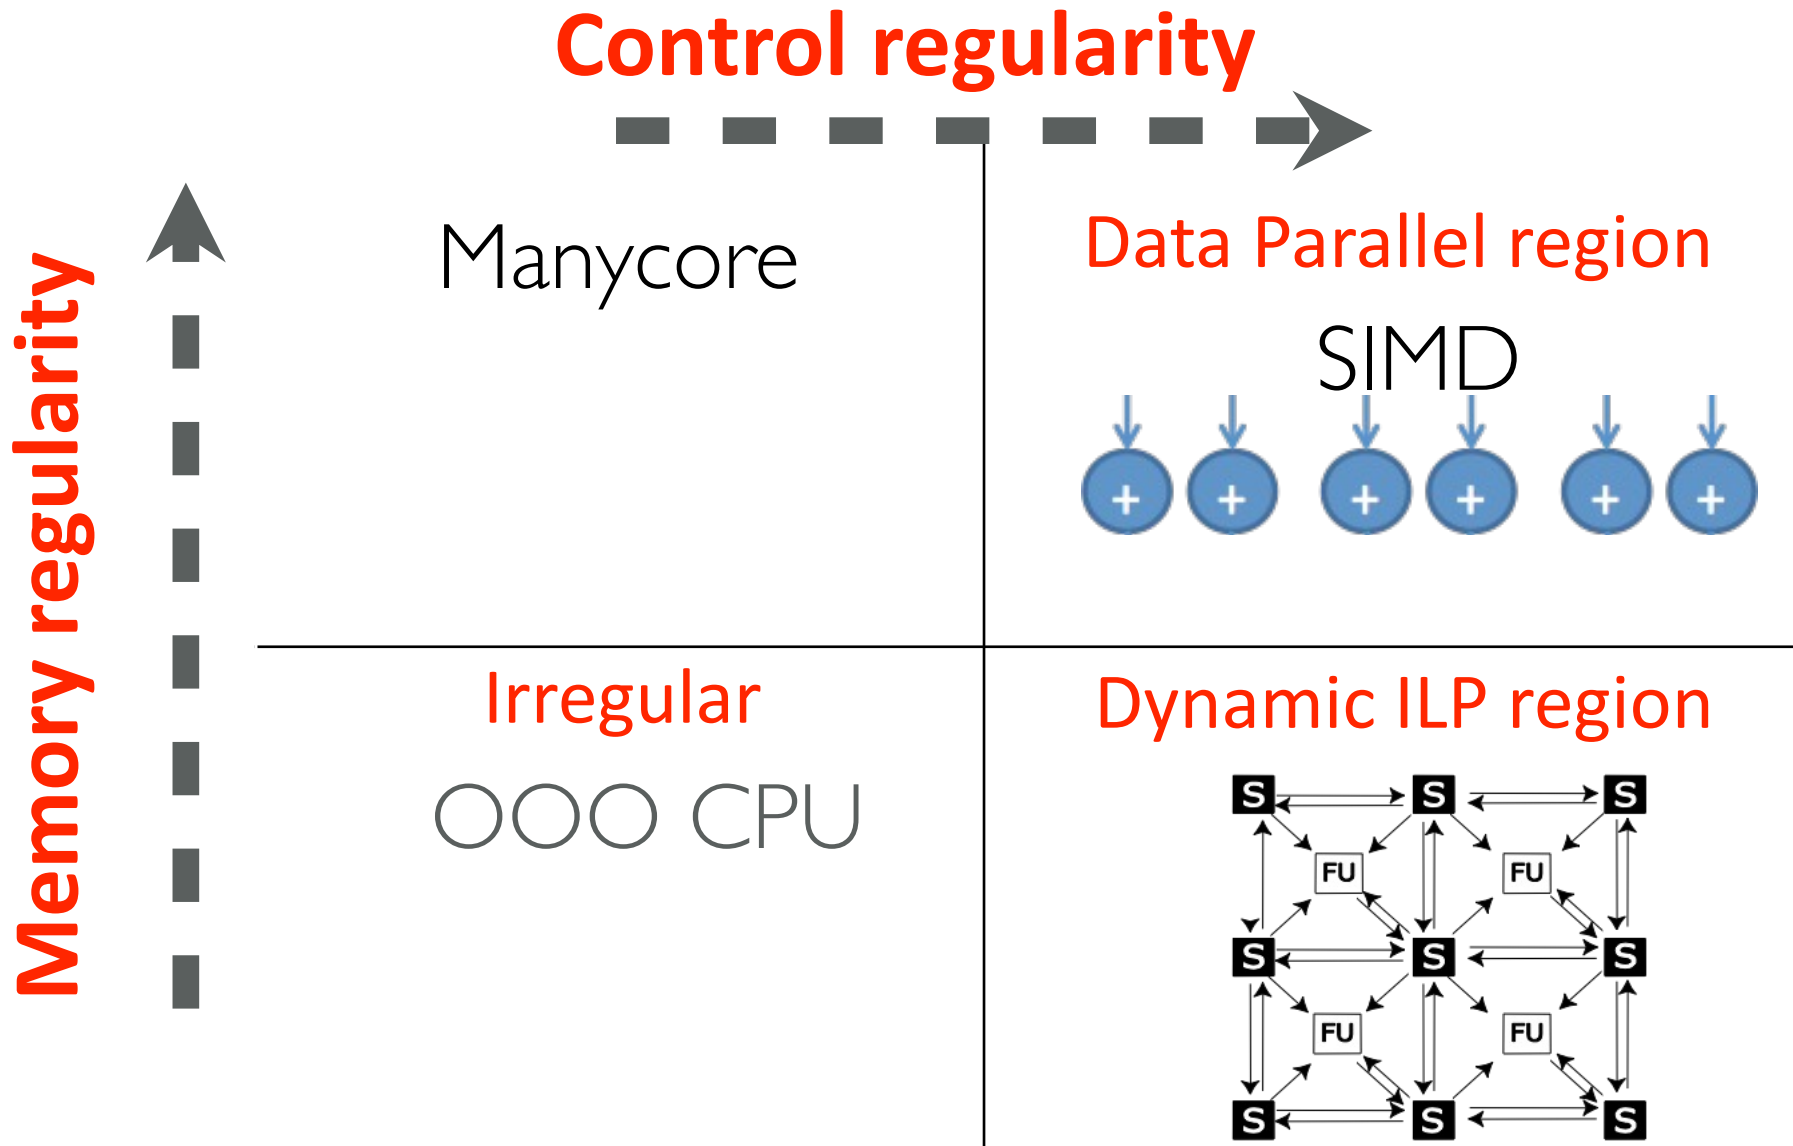 Control regularity
Memory regularity
Manycore
Data Parallel region
SIMD
+ + + + + +
Irregular
OOO CPU
Dynamic ILP region
S S S
FU FU
S S S
FU FU
S S S